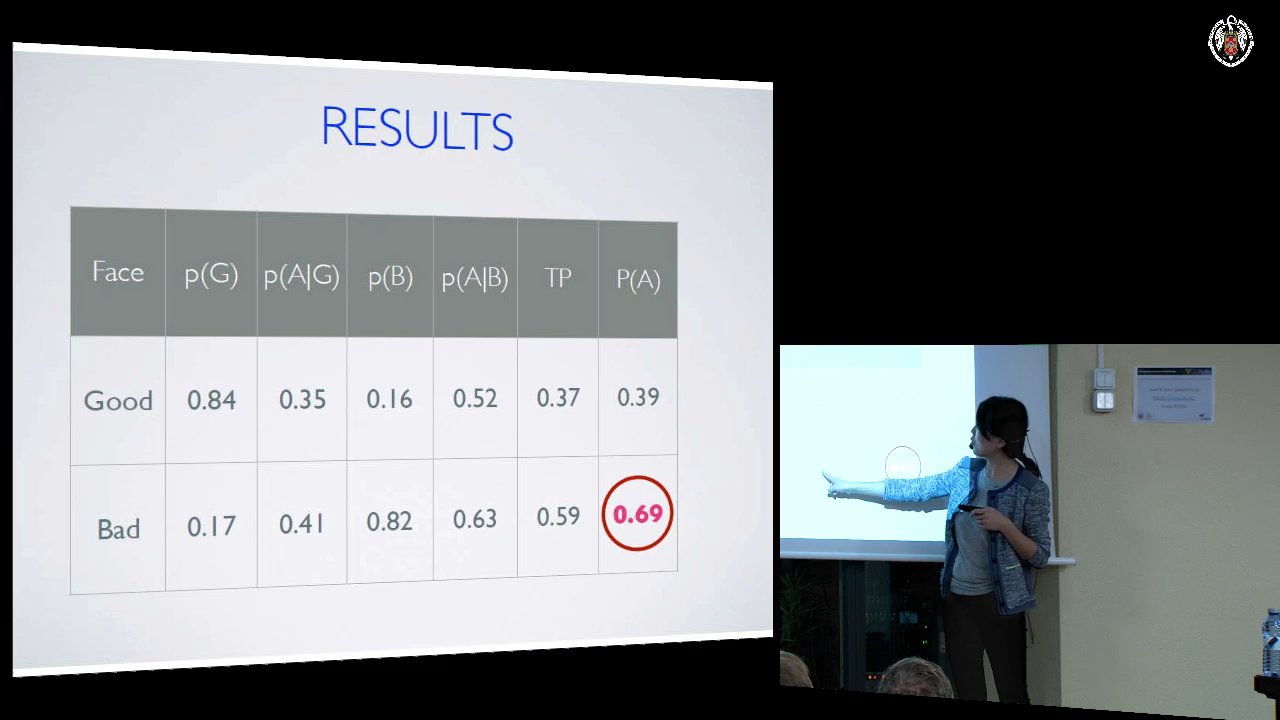 RESULTS
Face p(G) p(A|G) p(B) p(A|B) TP P(A)
Good 0.84 0.35 0.16 0.52 0.37 0.39
Bad 0.17 0.41 0.82 0.63 0.59 0.69